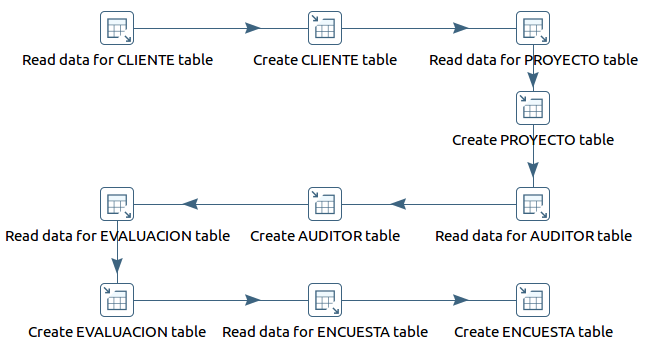 Read data for CLIENTE table
Create CLIENTE table
Read data for PROYECTO table
Create PROYECTO table
Read data for EVALUACION table
Create AUDITOR table
Read data for AUDITOR table
Create EVALUACION table
Read data for ENCUESTA table
Create ENCUESTA table